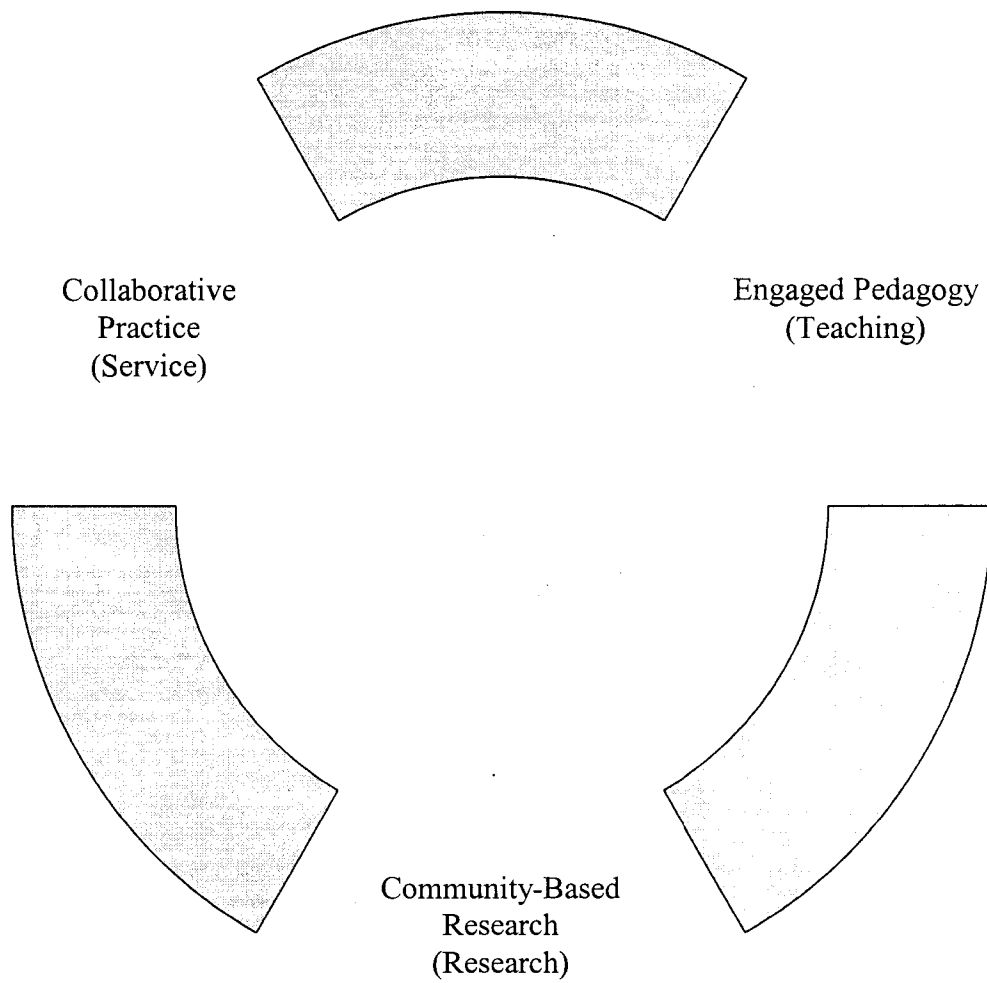 Collaborative
Practice
(Service)
Engaged Pedagogy
(Teaching)
Community-Based
Research
(Research)